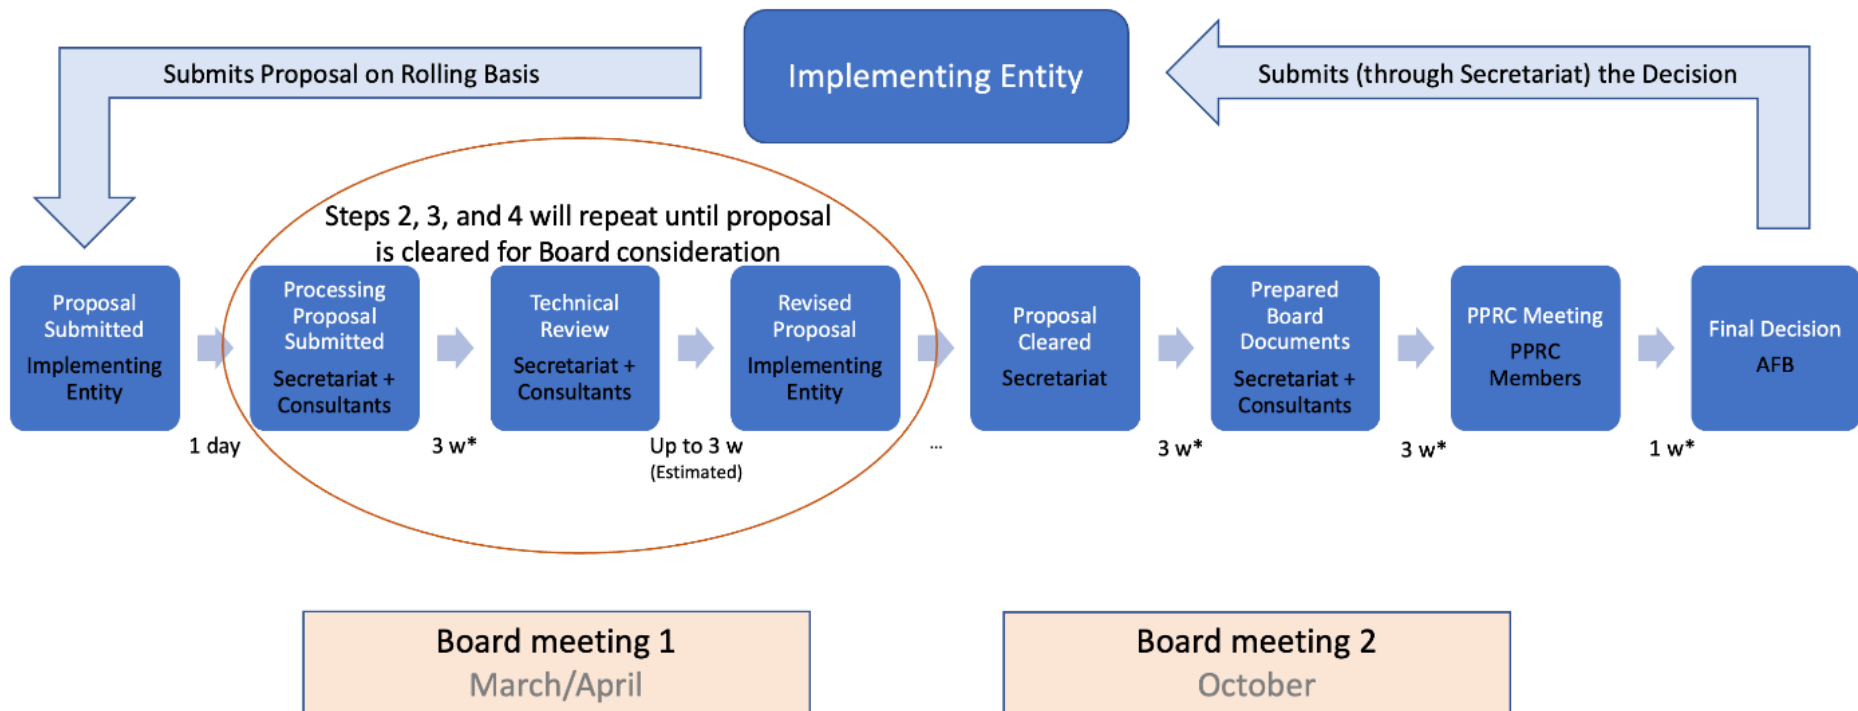 Implementing Entity
Submits Proposal on Rolling Basis
Submits (through Secretariat) the Decision
Steps 2, 3, and 4 will repeat until proposal
is cleared for Board consideration
Proposal
Submitted
Implementing
Entity
1 day
Processing
Proposal
Submitted
Secretariat +
Consultants
3 w*
Technical
Review
Secretariat +
Consultants
Up to 3 w
(Estimated)
Revised
Proposal
Implementing
Entity
...
Proposal
Cleared
Secretariat
3 w*
Prepared
Board
Documents
Secretariat +
Consultants
3 w*
PPRC Meeting
PPRC
Members
1 w*
Final Decision
AFB
Board meeting 1
March/April
Board meeting 2
October